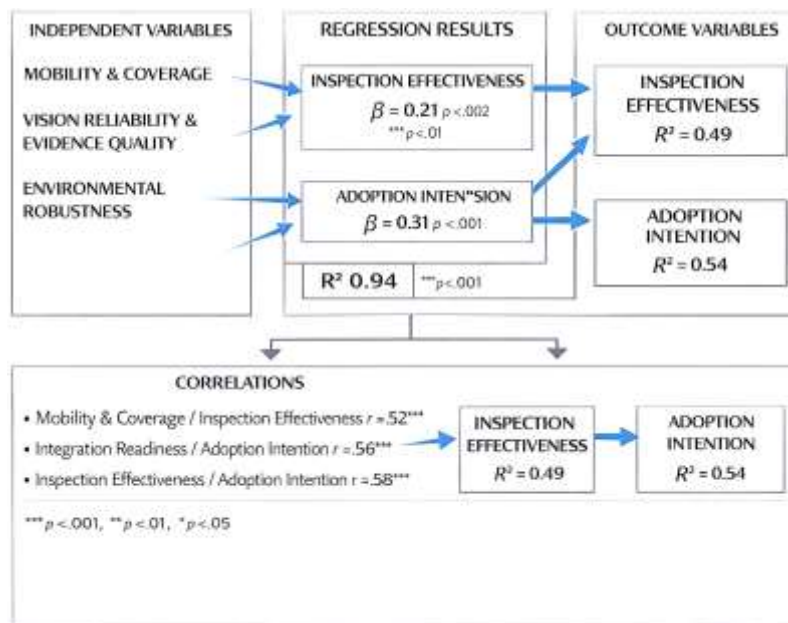 INDEPENDENT VARIABLES
MOBILITY & COVERAGE
VISION RELIABILITY &
EVIDENCE QUALITY
ENVIRONMENTAL
ROBUSTNESS
REGRESSION RESULTS
INSPECTION EFFECTIVENESS
β = 0.21 p <.002
***p <.01
ADOPTION INTEN"SION
β = 0.31 p <.001
R² 0.94
***p <.001
OUTCOME VARIABLES
INSPECTION
EFFECTIVENESS
R² = 0.49
ADOPTION
INTENTION
R² = 0.54
CORRELATIONS
• Mobility & Coverage / Inspection Effectiveness r =.52***
• Integration Readiness / Adoption Intention r =.56***
• Inspection Effectiveness / Adoption Intention r =.58***
***p <.001, **p <.01, *p <.05
INSPECTION
EFFECTIVENESS
R² = 0.49
ADOPTION
INTENTION
R² = 0.54